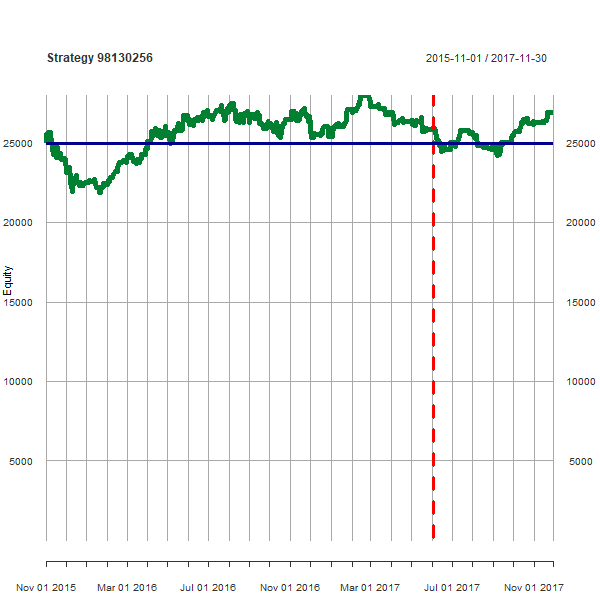 Strategy 98130256
2015-11-01 / 2017-11-30
25000
25000
20000
20000
Equity
15000
15000
10000
10000
5000
5000
Nov 01 2015
Mar 01 2016
Jul 01 2016
Nov 01 2016
Mar 01 2017
Jul 01 2017
Nov 01 2017